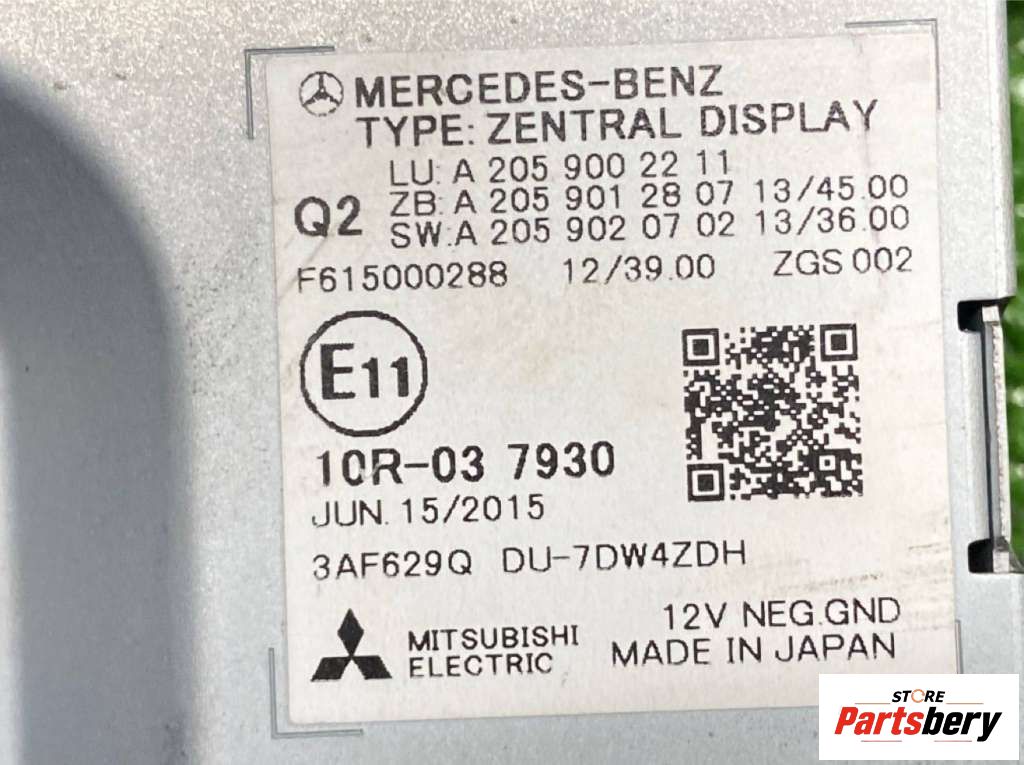 MERCEDES-BENZ
TYPE: ZENTRAL DISPLAY
LU: A 205 900 22 11
Q2 ZB: A 205 901 28 07 13/45.00
SW:A 205 902 07 02 13/36.00
F615000288 12/39.00 ZGS 002
E11
10R-03 7930
JUN. 15/2015
3AF629Q DU-7DW4ZDH
12V NEG.GND
MITSUBISHI
ELECTRIC
MADE IN JAPAN
STORE
Partsbery